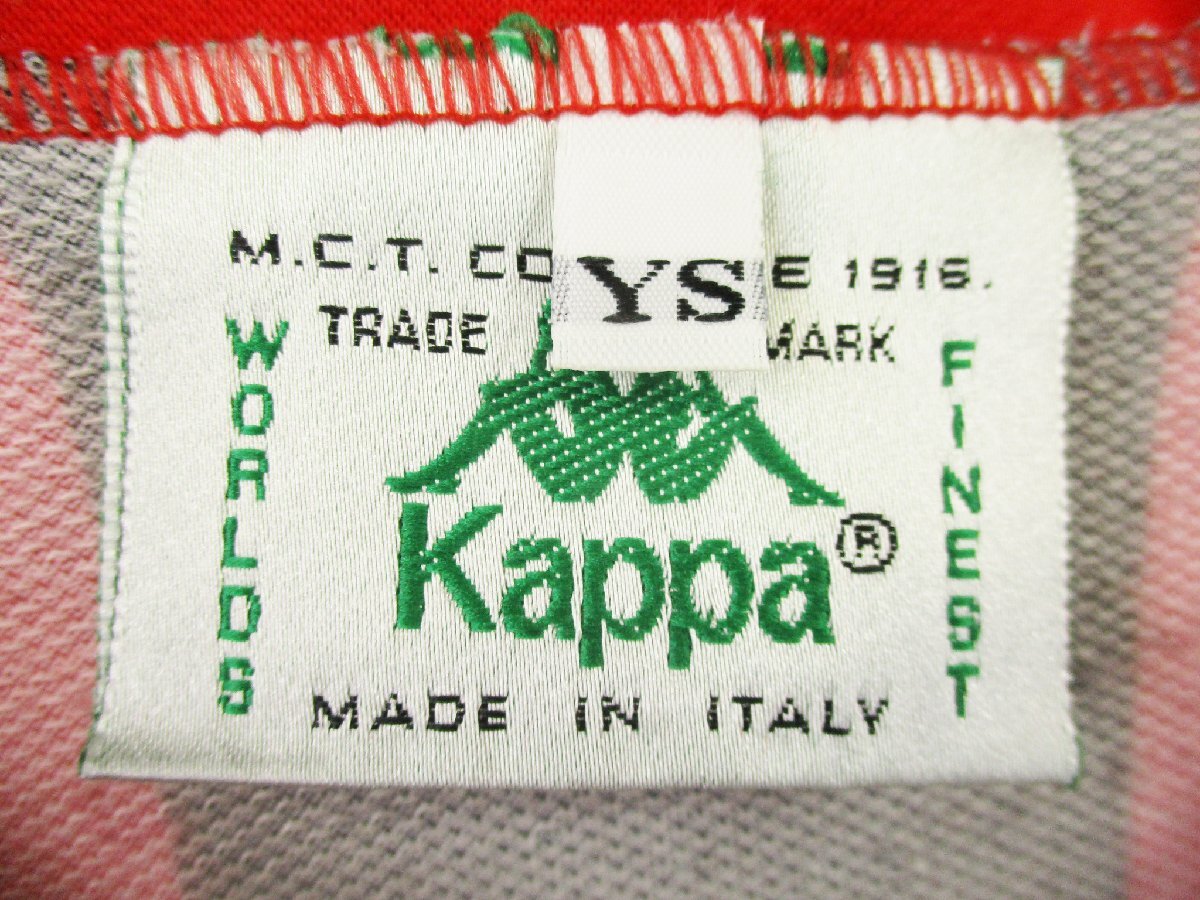 M.C.T. CO E 1916.
YS
TRADE MARK
WORLDS
FINEST
Kappa®
MADE IN ITALY